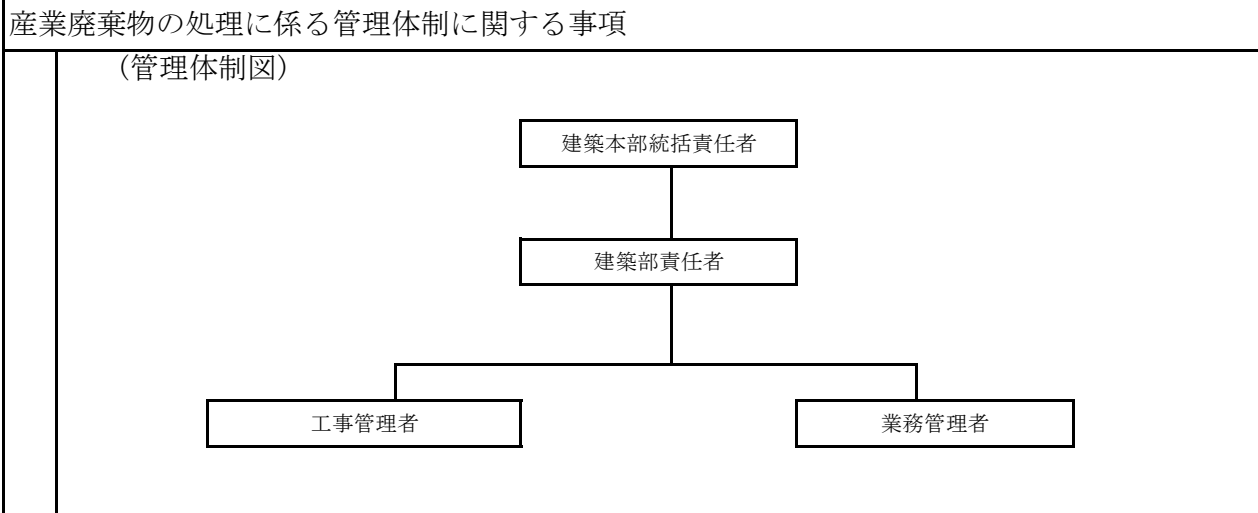 産業廃棄物の処理に係る管理体制に関する事項
（管理体制図）
建築本部統括責任者
建築部責任者
工事管理者
業務管理者